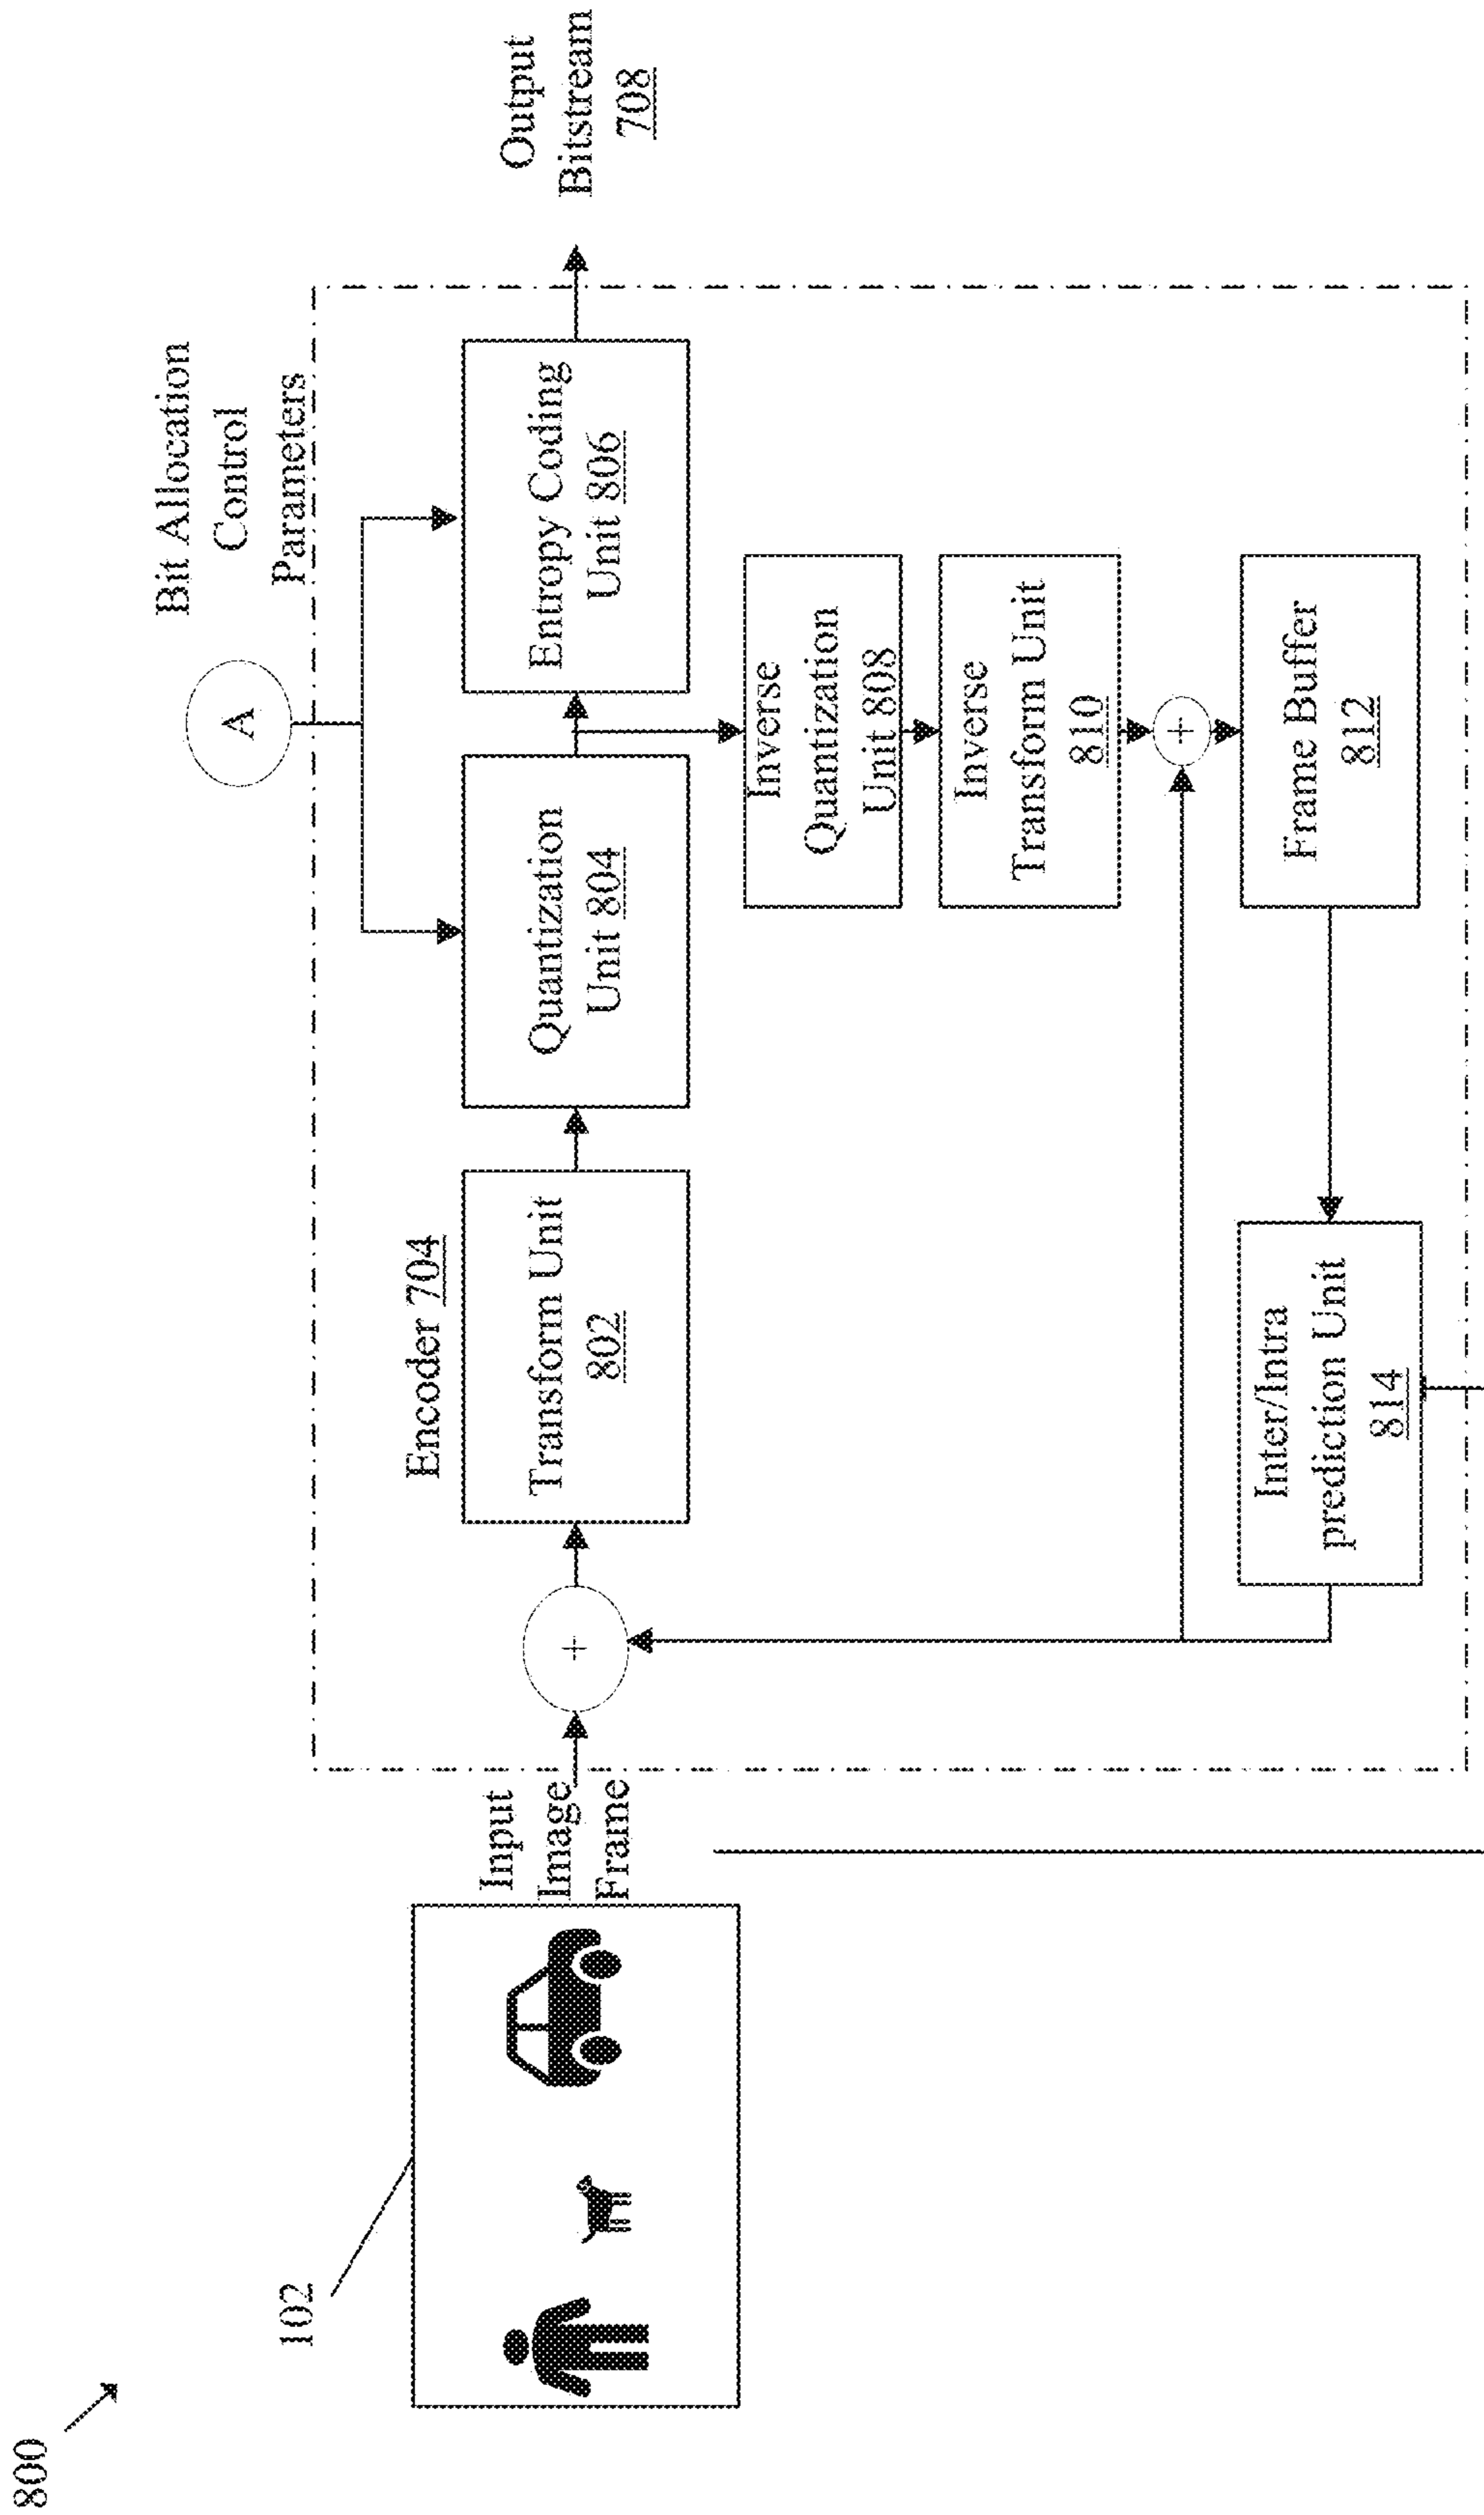 800
102
Input
Image
Frame
Encoder 704
+
Transform Unit
802
Quantization
Unit 804
Entropy Coding
Unit 806
A
Bit Allocation
Control
Parameters
Output
Bitstream
708
Inverse
Quantization
Unit 808
Inverse
Transform Unit
810
+
Frame Buffer
812
Inter/Intra
prediction Unit
814